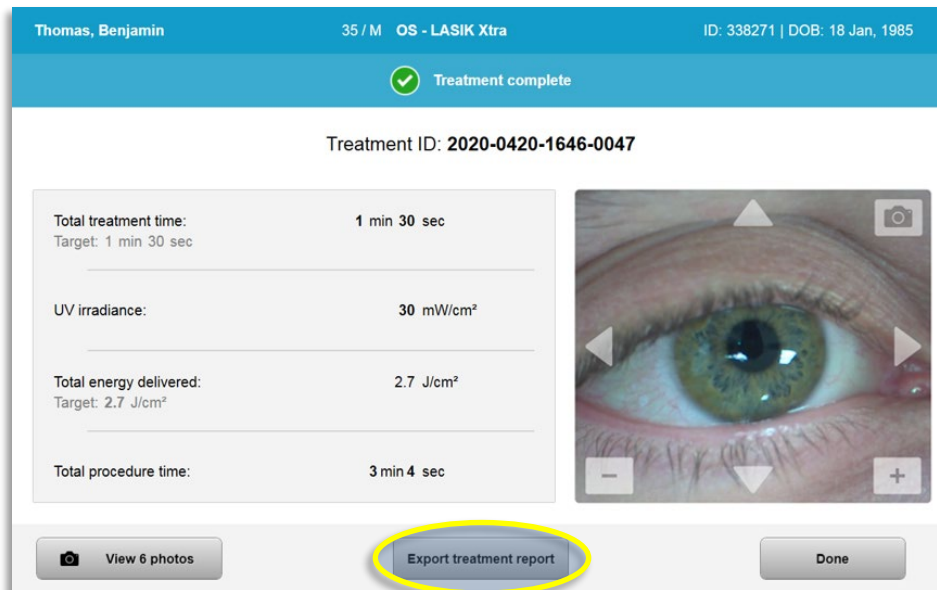 Thomas, Benjamin 35 / M OS - LASIK Xtra ID: 338271 | DOB: 18 Jan, 1985
Treatment complete
Treatment ID: 2020-0420-1646-0047
Total treatment time: 1 min 30 sec
Target: 1 min 30 sec
UV irradiance: 30 mW/cm²
Total energy delivered: 2.7 J/cm²
Target: 2.7 J/cm²
Total procedure time: 3 min 4 sec
View 6 photos Export treatment report Done